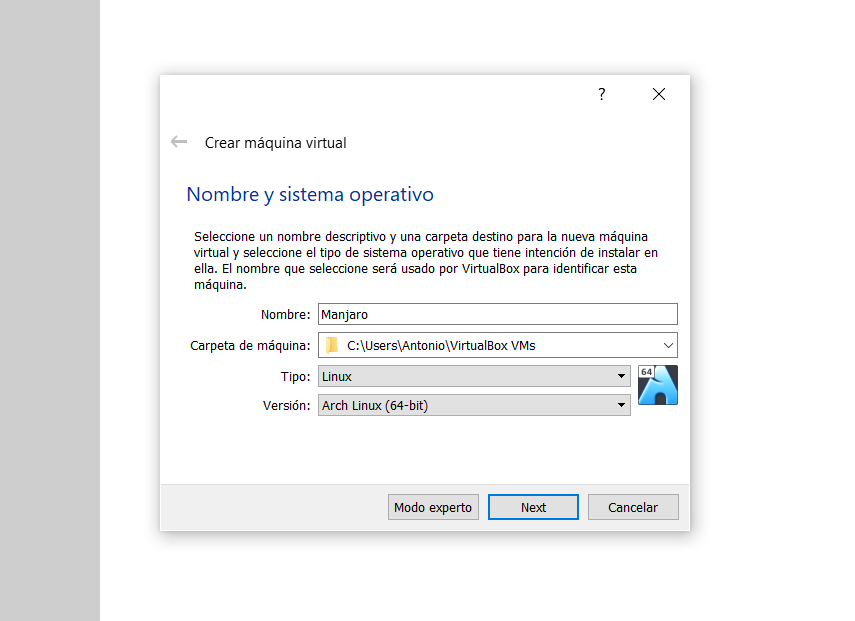 ?
Crear máquina virtual
Nombre y sistema operativo
Seleccione un nombre descriptivo y una carpeta destino para la nueva máquina
virtual y seleccione el tipo de sistema operativo que tiene intención de instalar en
ella. El nombre que seleccione será usado por VirtualBox para identificar esta
máquina.
Nombre: Manjaro
Carpeta de máquina: C:\Users\Antonio\VirtualBox VMs
Tipo: Linux
64
Versión: Arch Linux (64-bit)
Modo experto Next Cancelar